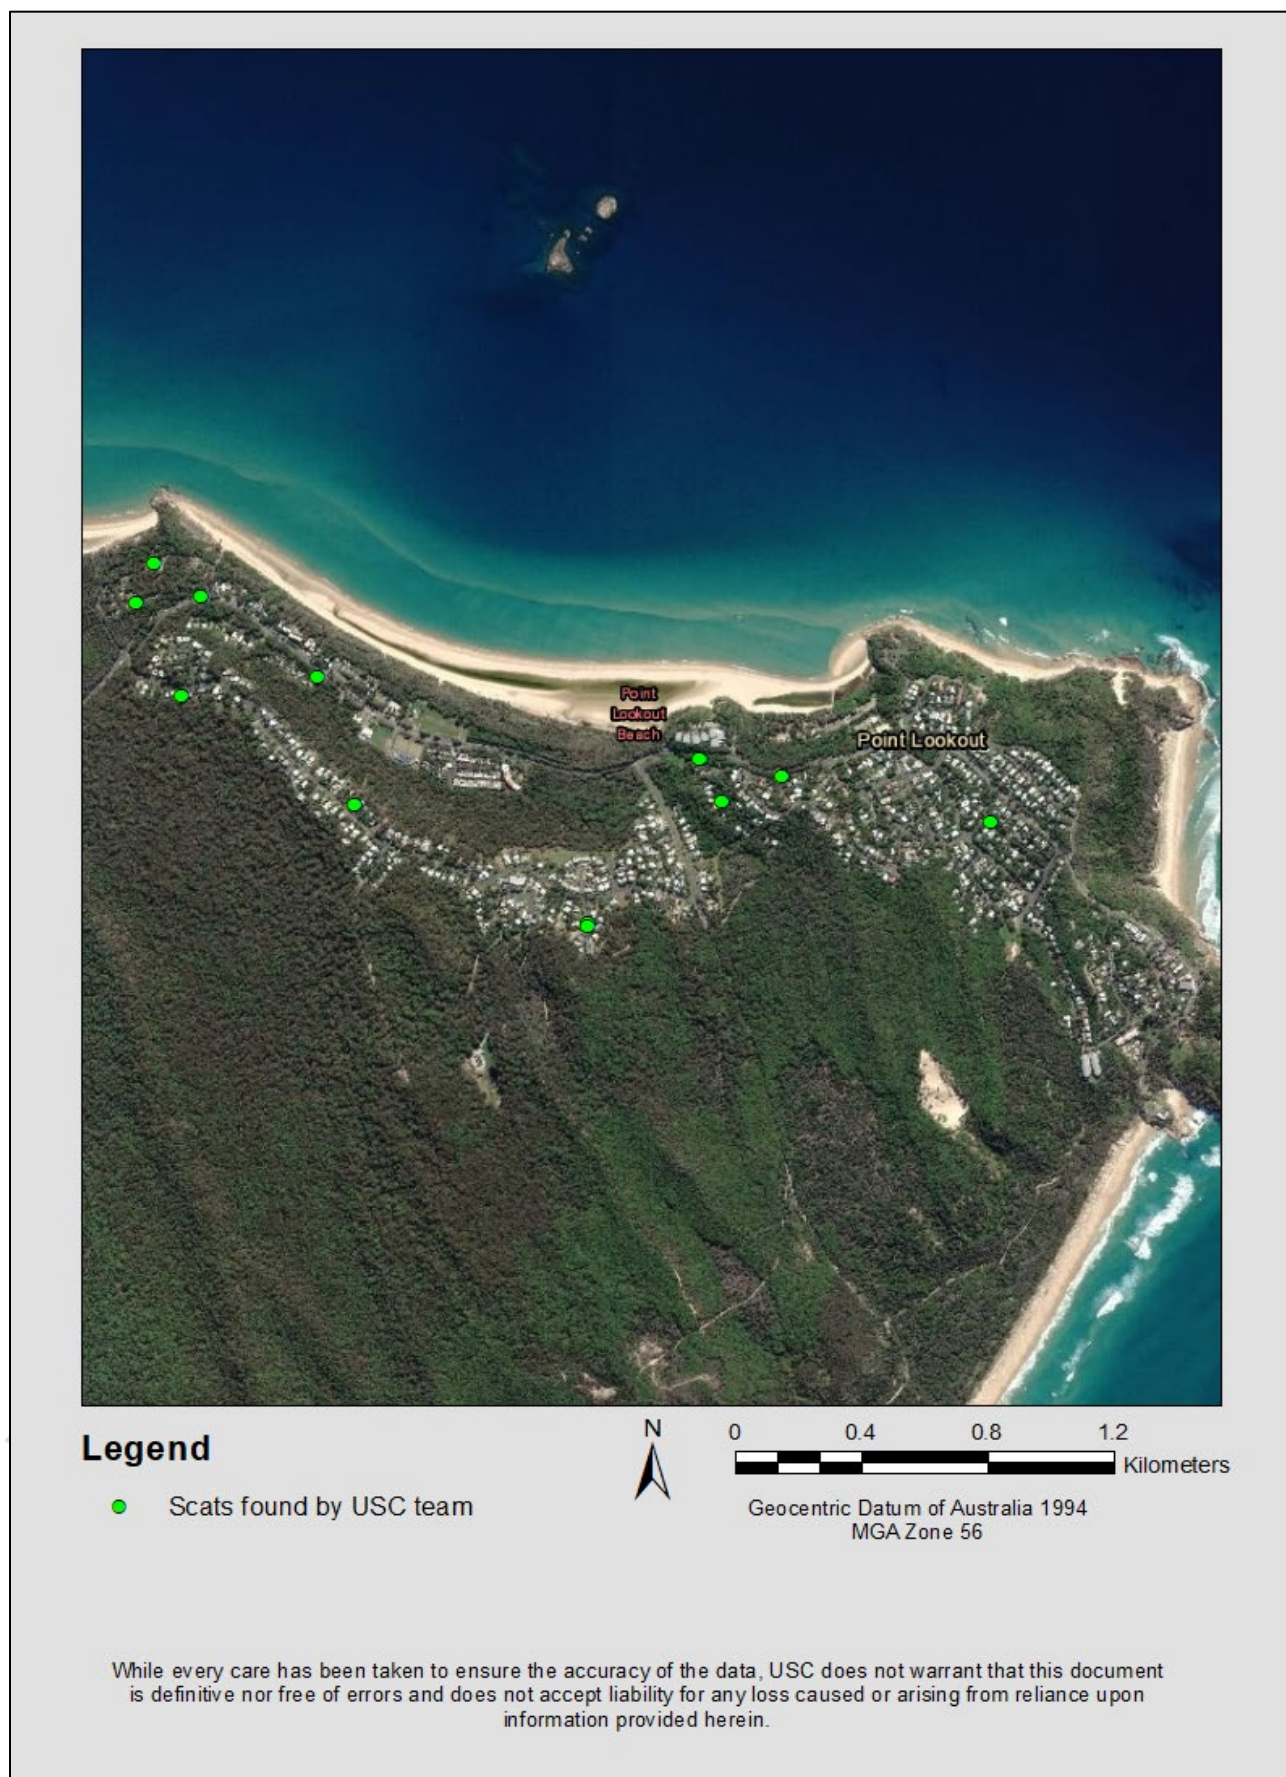 Point
Lookout
Beach
Point Lookout
Legend
Scats found by USC team
N
0 0.4 0.8 1.2
Kilometers
Geocentric Datum of Australia 1994
MGA Zone 56
While every care has been taken to ensure the accuracy of the data, USC does not warrant that this document
is definitive nor free of errors and does not accept liability for any loss caused or arising from reliance upon
information provided herein.